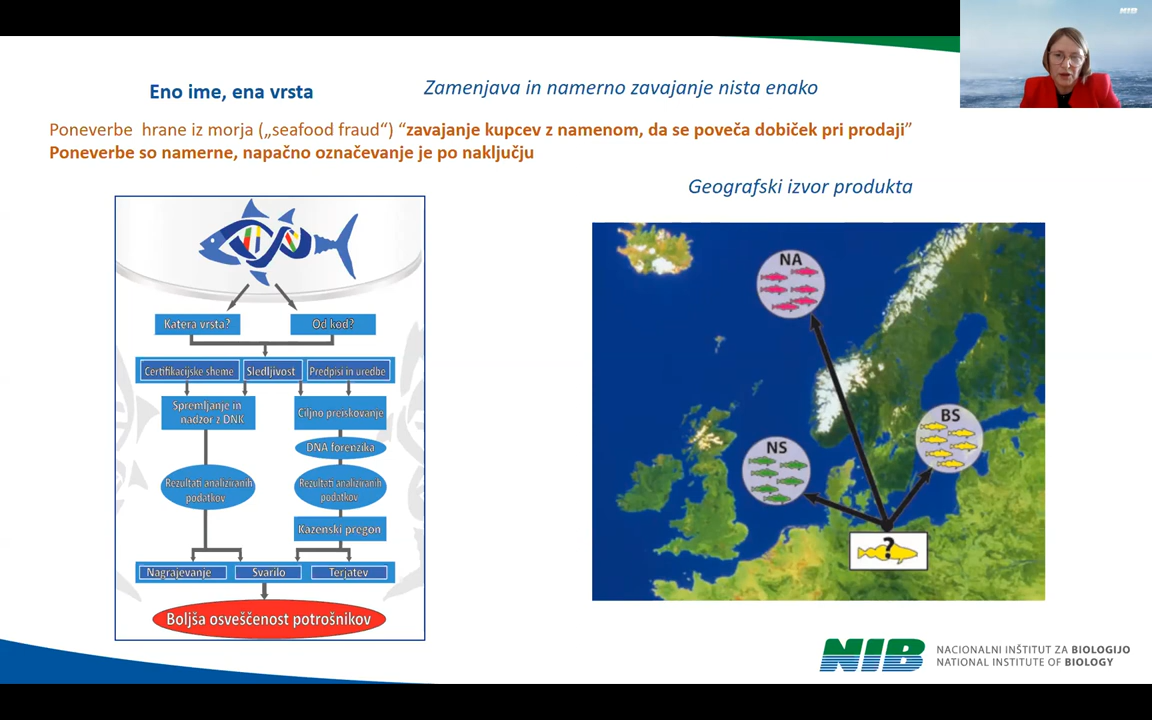 NIB
Eno ime, ena vrsta
Zamenjava in namerno zavajanje nista enako
Poneverbe hrane iz morja („seafood fraud“) “zavajanje kupcev z namenom, da se poveča dobiček pri prodaji”
Poneverbe so namerne, napačno označevanje je po naključju
Geografski izvor produkta
Katera vrsta?
Od kod?
Certifikacijske sheme
Sledljivost
Predpisi in uredbe
Spremljanje in
nadzor z DNK
Ciljno preiskovanje
DNA forenzika
Rezultati analiziranih
podatkov
Rezultati analiziranih
podatkov
Kazenski pregon
Nagrajevanje
Svarilo
Terjatev
Boljša osveščenost potrošnikov
NA
BS
NS
?
NIB
NACIONALNI INŠTITUT ZA BIOLOGIJO
NATIONAL INSTITUTE OF BIOLOGY